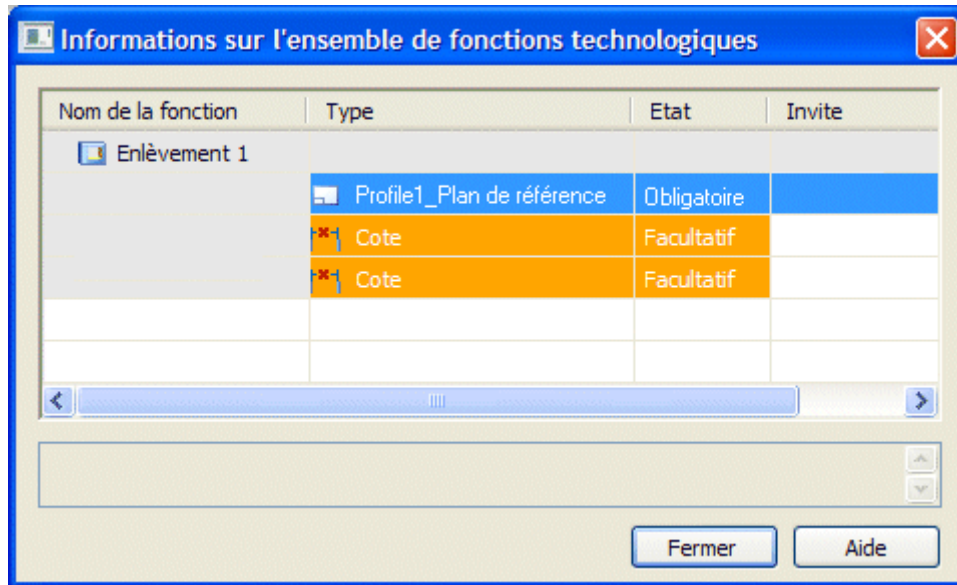 Informations sur l'ensemble de fonctions technologiques
Nom de la fonction Type Etat Invite
Enlèvement 1
Profile1_Plan de référence Obligatoire
Cote Facultatif
Cote Facultatif
Fermer Aide